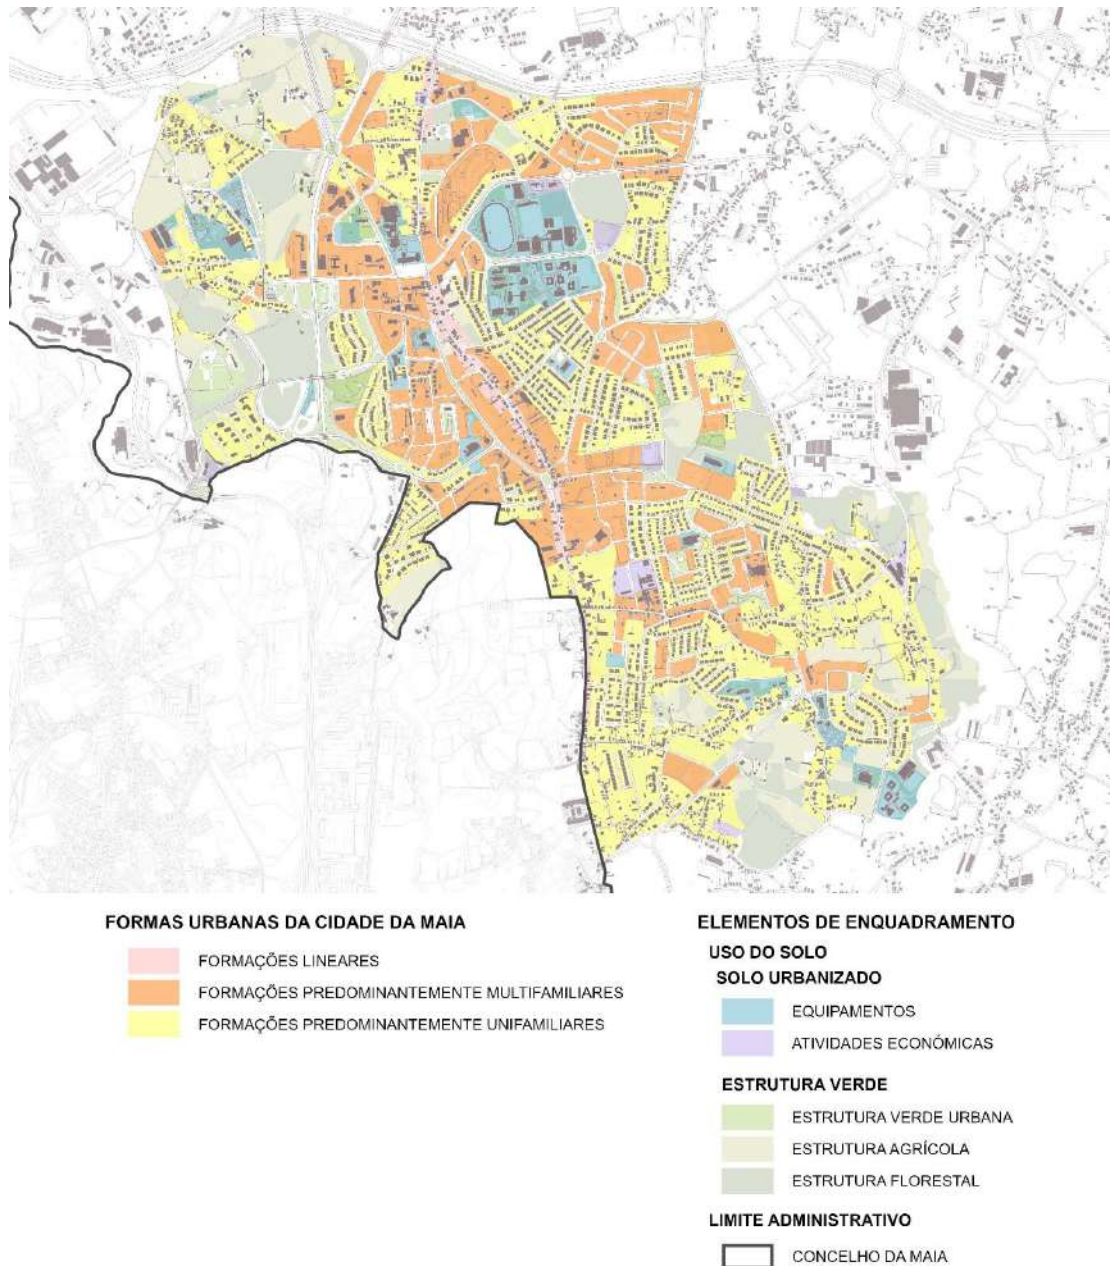 FORMAS URBANAS DA CIDADE DA MAIA
FORMAÇÕES LINEARES
FORMAÇÕES PREDOMINANTEMENTE MULTIFAMILIARES
FORMAÇÕES PREDOMINANTEMENTE UNIFAMILIARES
ELEMENTOS DE ENQUADRAMENTO
USO DO SOLO
SOLO URBANIZADO
EQUIPAMENTOS
ATIVIDADES ECONÓMICAS
ESTRUTURA VERDE
ESTRUTURA VERDE URBANA
ESTRUTURA AGRÍCOLA
ESTRUTURA FLORESTAL
LIMITE ADMINISTRATIVO
CONCELHO DA MAIA